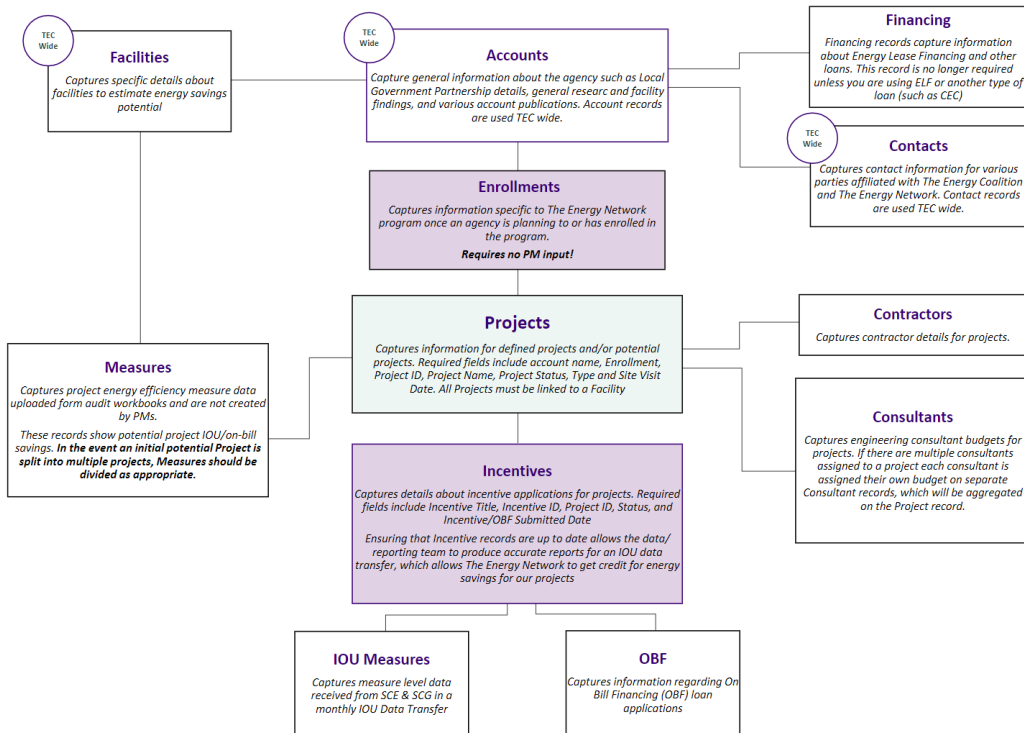 TEC
Wide
Facilities
Captures specific details about
facilities to estimate energy savings
potential
TEC
Wide
Accounts
Capture general information about the agency such as Local
Government Partnership details, general researc and facility
findings, and various account publications. Account records
are used TEC wide.
Financing
Financing records capture information
about Energy Lease Financing and other
loans. This record is no longer required
unless you are using ELF or another type of
loan (such as CEC)
TEC
Wide
Contacts
Captures contact information for various
parties affiliated with The Energy Coalition
and The Energy Network. Contact records
are used TEC wide.
Enrollments
Captures information specific to The Energy Network
program once an agency is planning to or has enrolled in
the program.
Requires no PM input!
Projects
Captures information for defined projects and/or potential
projects. Required fields include account name, Enrollment,
Project ID, Project Name, Project Status, Type and Site Visit
Date. All Projects must be linked to a Facility
Contractors
Captures contractor details for projects.
Measures
Captures project energy efficiency measure data
uploaded form audit workbooks and are not created
by PMs.
These records show potential project IOU/on-bill
savings. In the event an initial potential Project is
split into multiple projects, Measures should be
divided as appropriate.
Consultants
Captures engineering consultant budgets for
projects. If there are multiple consultants
assigned to a project each consultant is
assigned their own budget on separate
Consultant records, which will be aggregated
on the Project record.
Incentives
Captures details about incentive applications for projects. Required
fields include Incentive Title, Incentive ID, Project ID, Status, and
Incentive/OBF Submitted Date
Ensuring that Incentive records are up to date allows the data/
reporting team to produce accurate reports for an IOU data
transfer, which allows The Energy Network to get credit for energy
savings for our projects
IOU Measures
Captures measure level data
received from SCE & SCG in a
monthly IOU Data Transfer
OBF
Captures information regarding On
Bill Financing (OBF) loan
applications